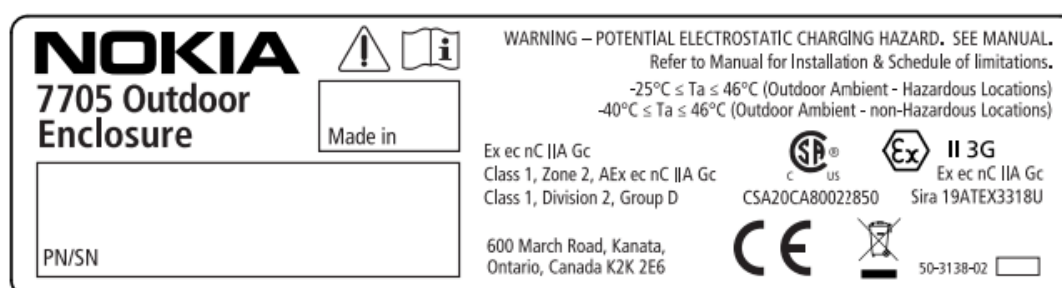 NOKIA
7705 Outdoor
Enclosure
Made in
PN/SN
WARNING – POTENTIAL ELECTROSTATIC CHARGING HAZARD. SEE MANUAL.
Refer to Manual for Installation & Schedule of limitations.
-25°C ≤ Ta ≤ 46°C (Outdoor Ambient - Hazardous Locations)
-40°C ≤ Ta ≤ 46°C (Outdoor Ambient - non-Hazardous Locations)
Ex ec nC IIA Gc
Class 1, Zone 2, AEx ec nC IIA Gc
Class 1, Division 2, Group D
SA ®
C US
CSA20CA80022850
Ex II 3G
Ex ec nC IIA Gc
Sira 19ATEX3318U
600 March Road, Kanata,
Ontario, Canada K2K 2E6
CE
50-3138-02